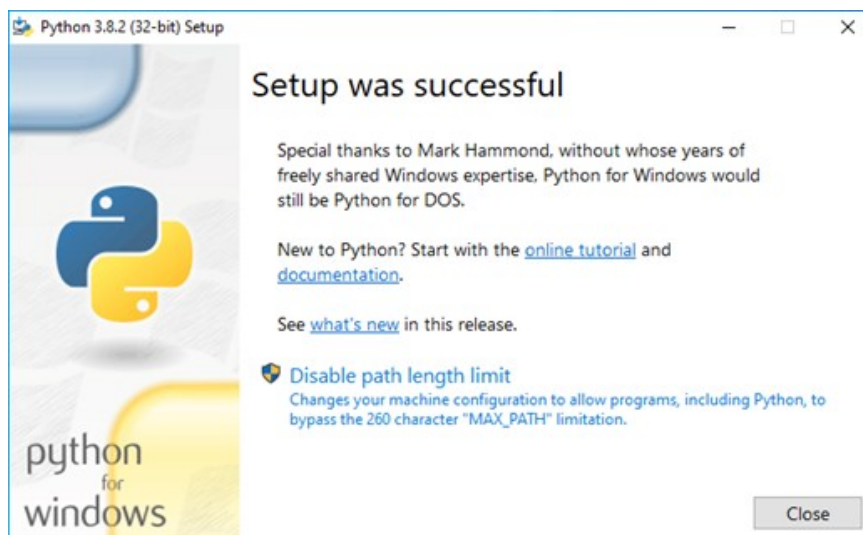 Python 3.8.2 (32-bit) Setup
Setup was successful
Special thanks to Mark Hammond, without whose years of
freely shared Windows expertise, Python for Windows would
still be Python for DOS.
New to Python? Start with the online tutorial and
documentation.
See what's new in this release.
Disable path length limit
Changes your machine configuration to allow programs, including Python, to
bypass the 260 character "MAX_PATH" limitation.
python
for
windows
Close